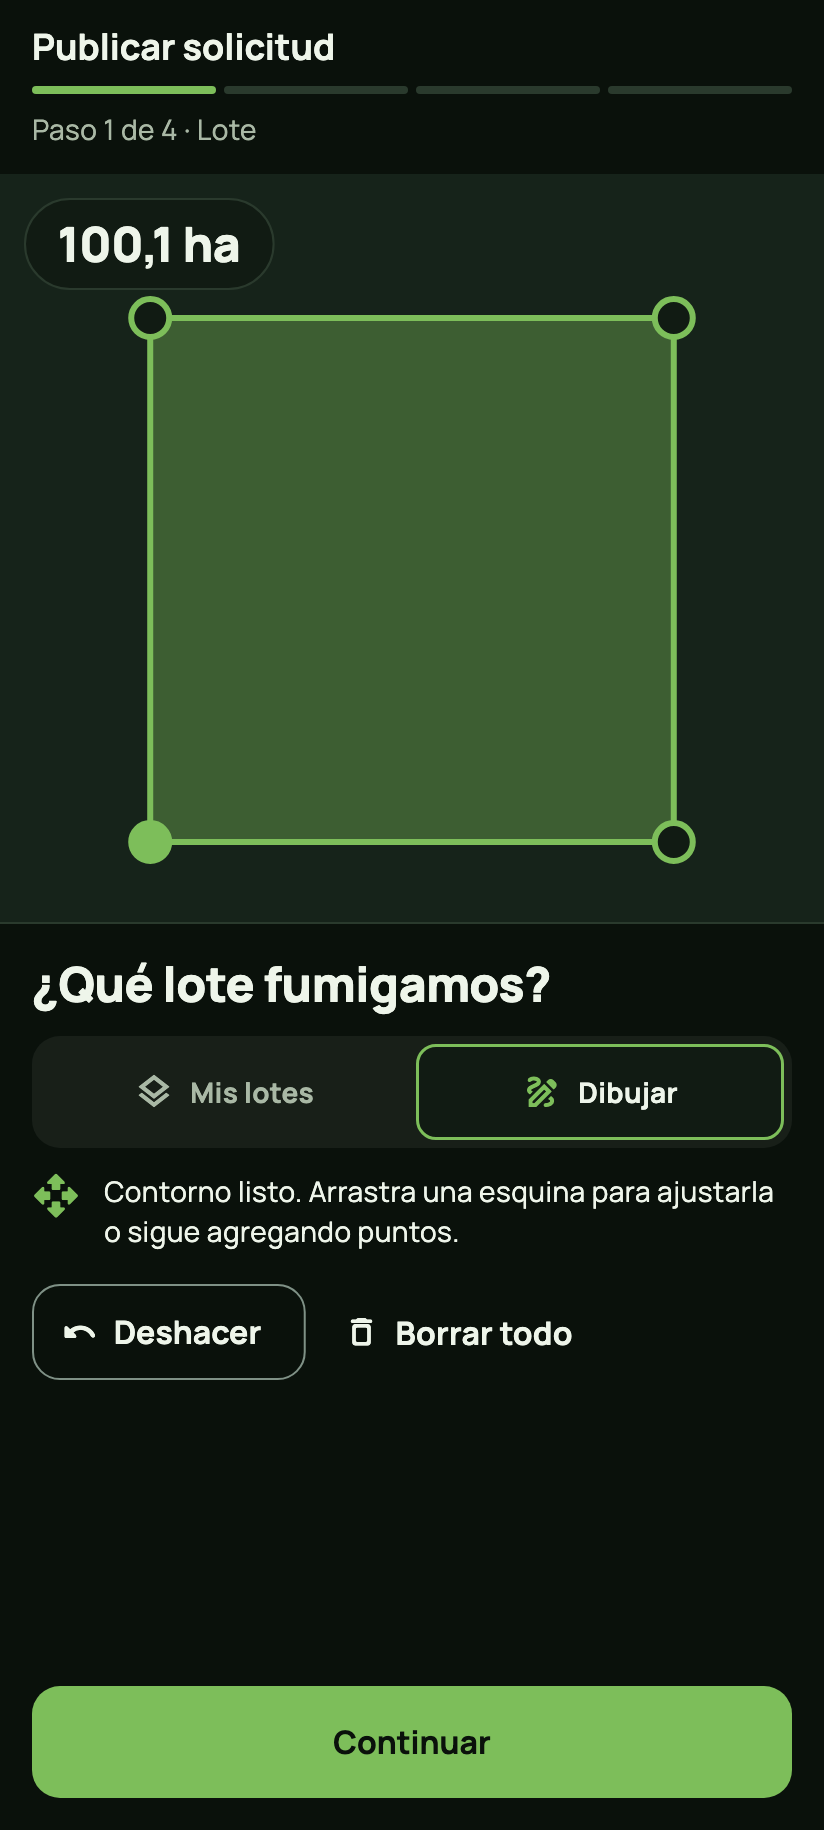 Publicar solicitud
Paso 1 de 4 · Lote
100,1 ha
¿Qué lote fumigamos?
Mis lotes
Dibujar
Contorno listo. Arrastra una esquina para ajustarla
o sigue agregando puntos.
Deshacer
Borrar todo
Continuar